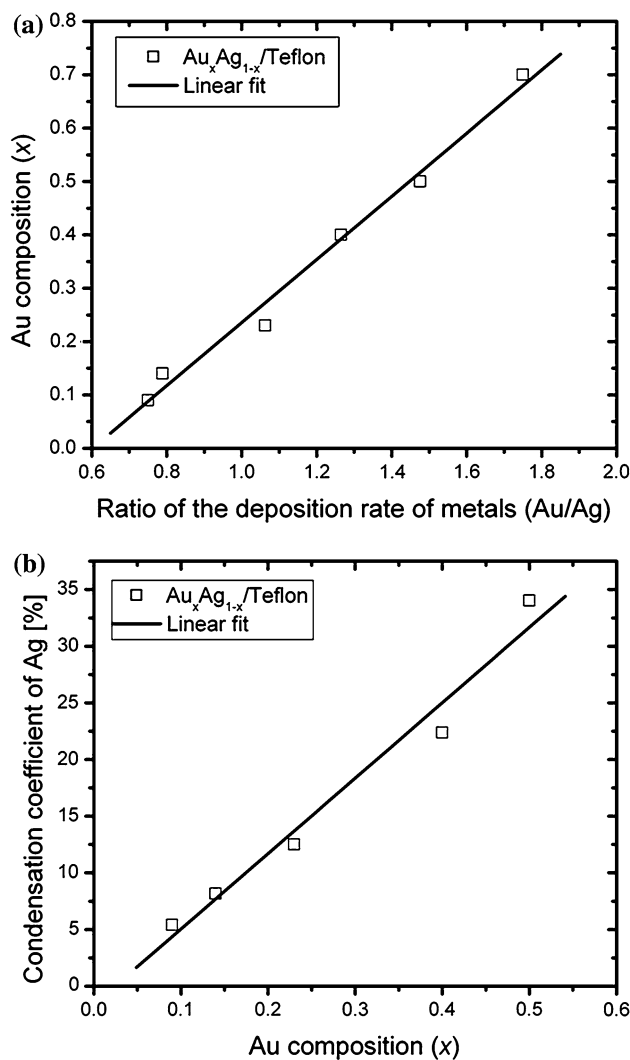 (a)
0.8
0.7
0.6
0.5
0.4
0.3
0.2
0.1
0.0
Au composition (x)
AuxAg1-x/Teflon
Linear fit
0.6 0.8 1.0 1.2 1.4 1.6 1.8 2.0
Ratio of the deposition rate of metals (Au/Ag)
(b)
35
30
25
20
15
10
5
0
Condensation coefficient of Ag [%]
AuxAg1-x/Teflon
Linear fit
0.0 0.1 0.2 0.3 0.4 0.5 0.6
Au composition (x)